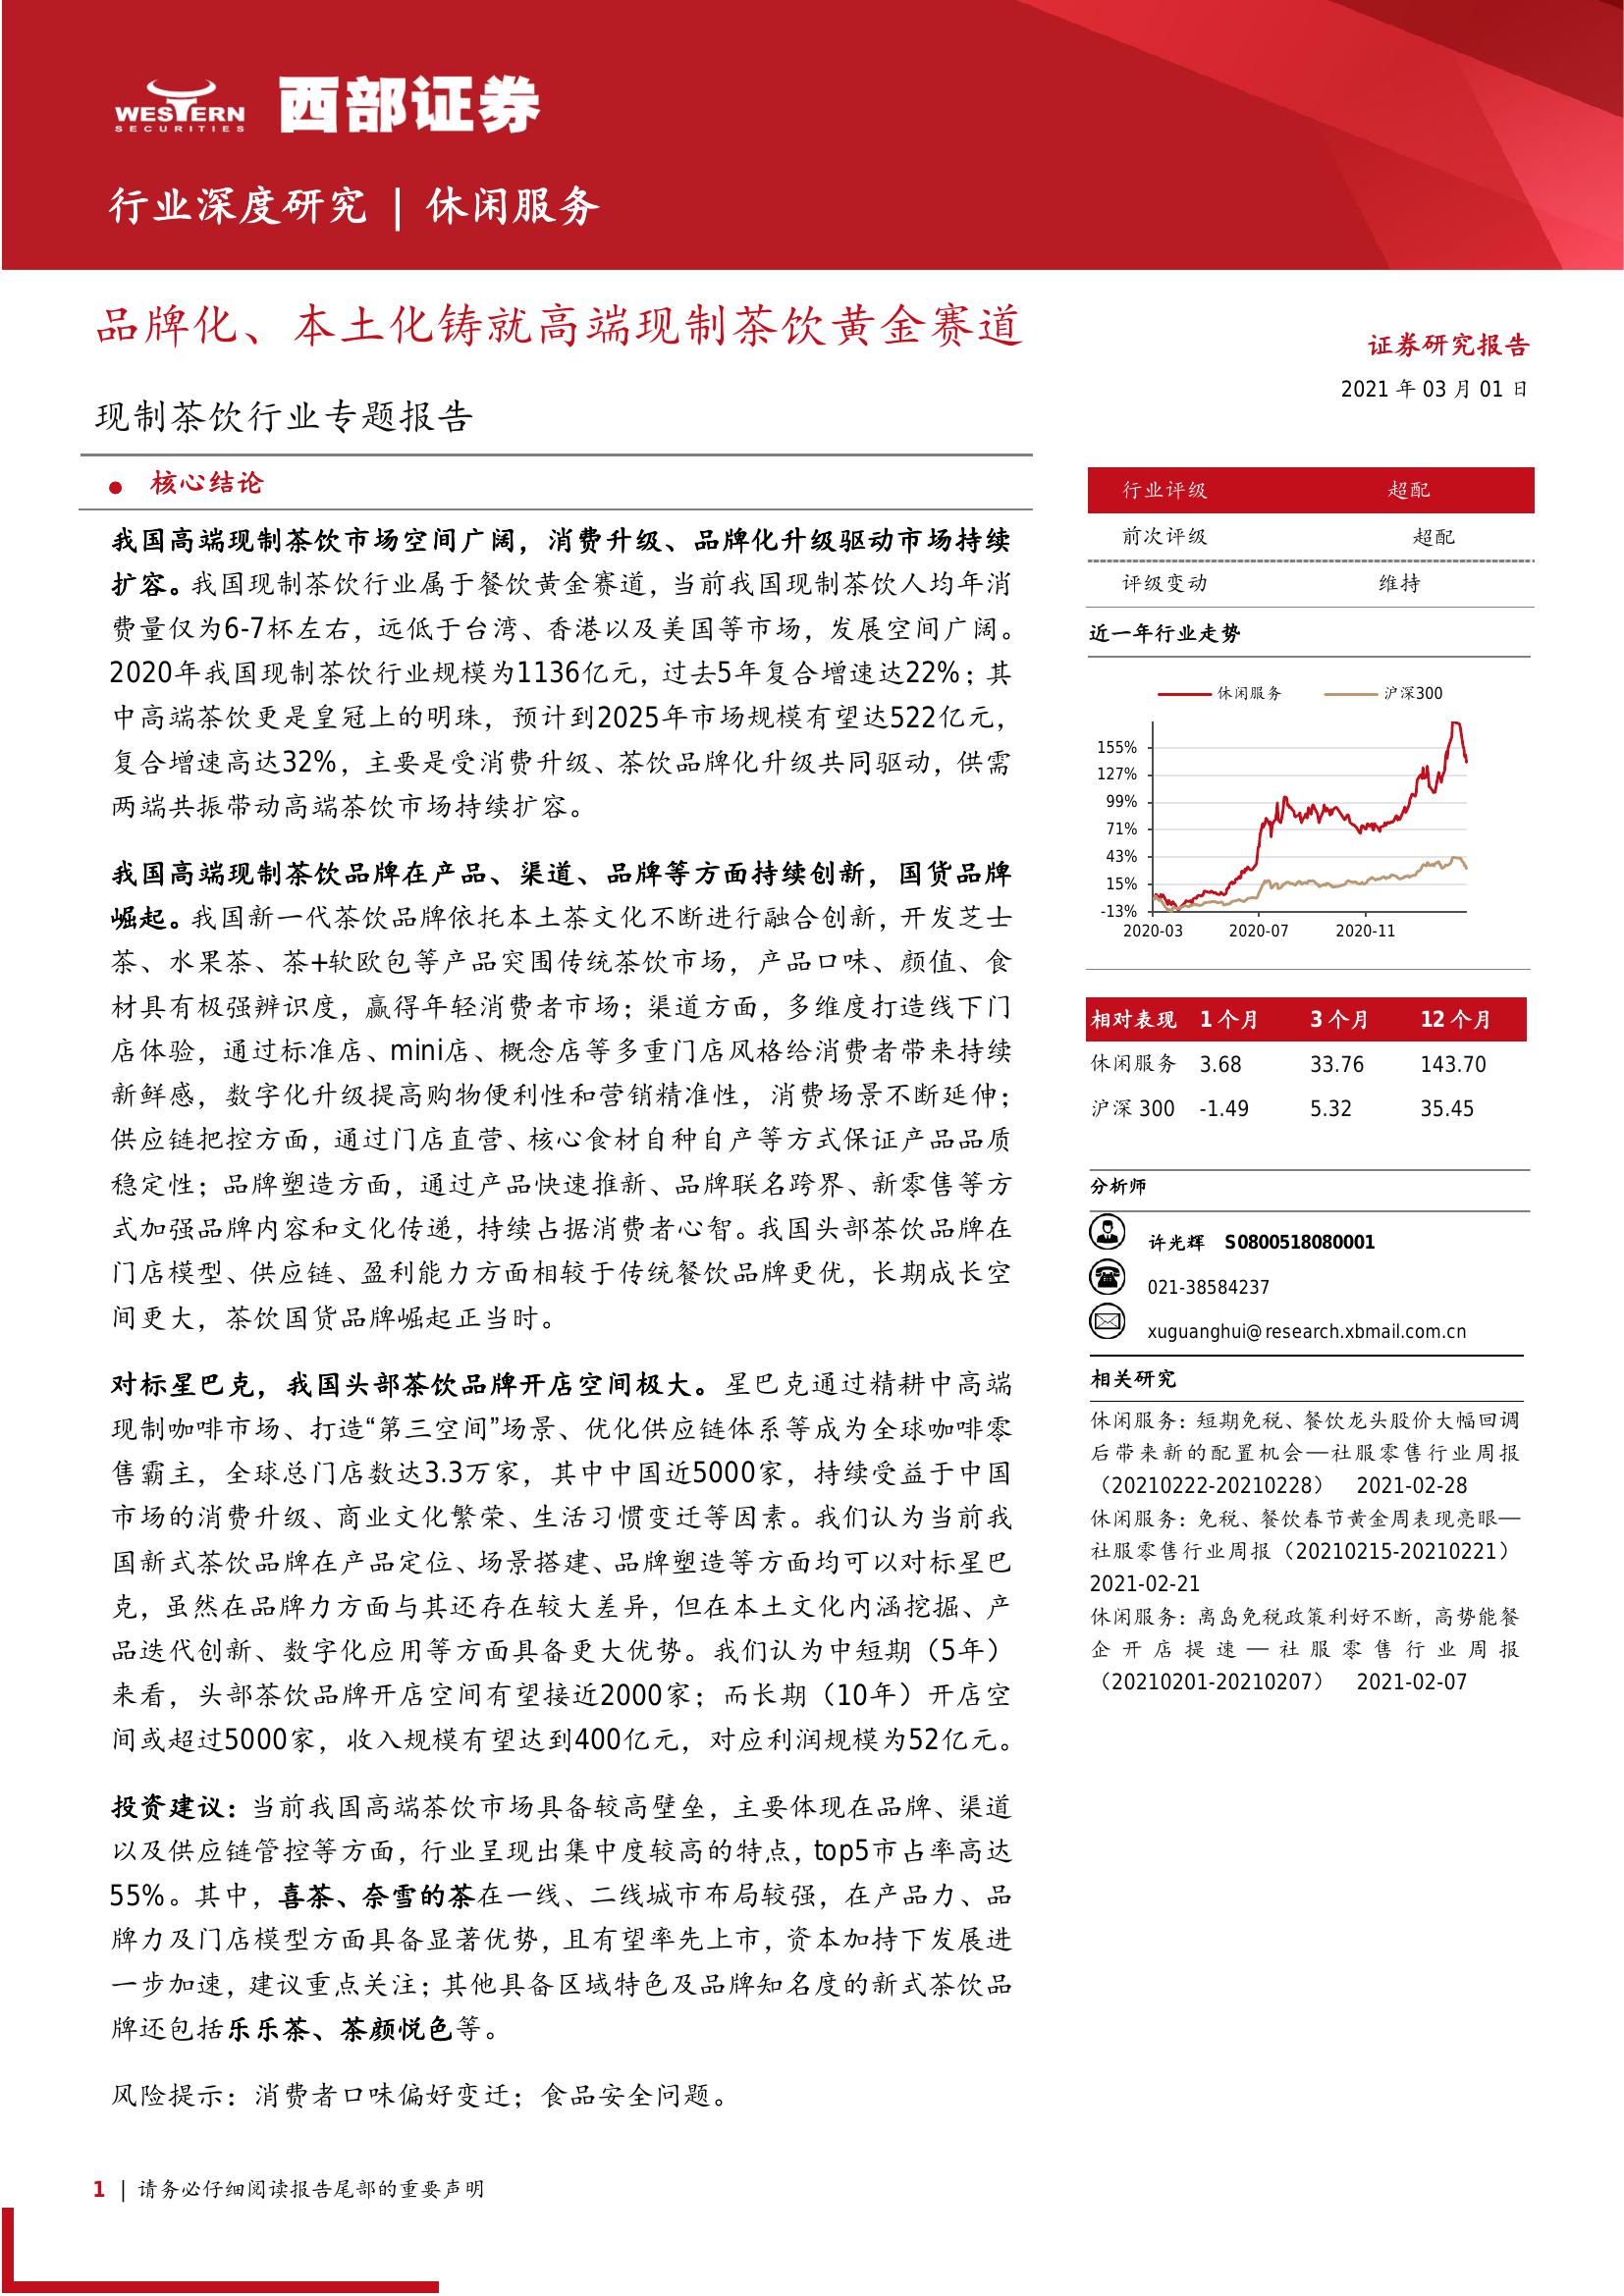 WESTERN
SECURITIES
西部证券
行业深度研究 | 休闲服务
品牌化、本土化铸就高端现制茶饮黄金赛道
现制茶饮行业专题报告
证券研究报告
2021 年 03 月 01 日
● 核心结论
我国高端现制茶饮市场空间广阔，消费升级、品牌化升级驱动市场持续
扩容。我国现制茶饮行业属于餐饮黄金赛道，当前我国现制茶饮人均年消
费量仅为6-7杯左右，远低于台湾、香港以及美国等市场，发展空间广阔。
2020年我国现制茶饮行业规模为1136亿元，过去5年复合增速达22%；其
中高端茶饮更是皇冠上的明珠，预计到2025年市场规模有望达522亿元，
复合增速高达32%，主要是受消费升级、茶饮品牌化升级共同驱动，供需
两端共振带动高端茶饮市场持续扩容。
我国高端现制茶饮品牌在产品、渠道、品牌等方面持续创新，国货品牌
崛起。我国新一代茶饮品牌依托本土茶文化不断进行融合创新，开发芝士
茶、水果茶、茶+软欧包等产品突围传统茶饮市场，产品口味、颜值、食
材具有极强辨识度，赢得年轻消费者市场；渠道方面，多维度打造线下门
店体验，通过标准店、mini店、概念店等多重门店风格给消费者带来持续
新鲜感，数字化升级提高购物便利性和营销精准性，消费场景不断延伸；
供应链把控方面，通过门店直营、核心食材自种自产等方式保证产品品质
稳定性；品牌塑造方面，通过产品快速推新、品牌联名跨界、新零售等方
式加强品牌内容和文化传递，持续占据消费者心智。我国头部茶饮品牌在
门店模型、供应链、盈利能力方面相较于传统餐饮品牌更优，长期成长空
间更大，茶饮国货品牌崛起正当时。
对标星巴克，我国头部茶饮品牌开店空间极大。星巴克通过精耕中高端
现制咖啡市场、打造“第三空间”场景、优化供应链体系等成为全球咖啡零
售霸主，全球总门店数达3.3万家，其中中国近5000家，持续受益于中国
市场的消费升级、商业文化繁荣、生活习惯变迁等因素。我们认为当前我
国新式茶饮品牌在产品定位、场景搭建、品牌塑造等方面均可以对标星巴
克，虽然在品牌力方面与其还存在较大差异，但在本土文化内涵挖掘、产
品迭代创新、数字化应用等方面具备更大优势。我们认为中短期（5年）
来看，头部茶饮品牌开店空间有望接近2000家；而长期（10年）开店空
间或超过5000家，收入规模有望达到400亿元，对应利润规模为52亿元。
投资建议：当前我国高端茶饮市场具备较高壁垒，主要体现在品牌、渠道
以及供应链管控等方面，行业呈现出集中度较高的特点，top5市占率高达
55%。其中，喜茶、奈雪的茶在一线、二线城市布局较强，在产品力、品
牌力及门店模型方面具备显著优势，且有望率先上市，资本加持下发展进
一步加速，建议重点关注；其他具备区域特色及品牌知名度的新式茶饮品
牌还包括乐乐茶、茶颜悦色等。
风险提示：消费者口味偏好变迁；食品安全问题。
行业评级 超配
前次评级 超配
评级变动 维持
近一年行业走势
休闲服务 沪深300
155%
127%
99%
71%
43%
15%
-13%
2020-03 2020-07 2020-11
相对表现 1 个月 3 个月 12 个月
休闲服务 3.68 33.76 143.70
沪深 300 -1.49 5.32 35.45
分析师
许光辉 S0800518080001
021-38584237
xuguanghui@research.xbmail.com.cn
相关研究
休闲服务：短期免税、餐饮龙头股价大幅回调
后带来新的配置机会—社服零售行业周报
（20210222-20210228） 2021-02-28
休闲服务：免税、餐饮春节黄金周表现亮眼—
社服零售行业周报（20210215-20210221）
2021-02-21
休闲服务：离岛免税政策利好不断，高势能餐
企开店提速—社服零售行业周报
（20210201-20210207） 2021-02-07
1 | 请务必仔细阅读报告尾部的重要声明